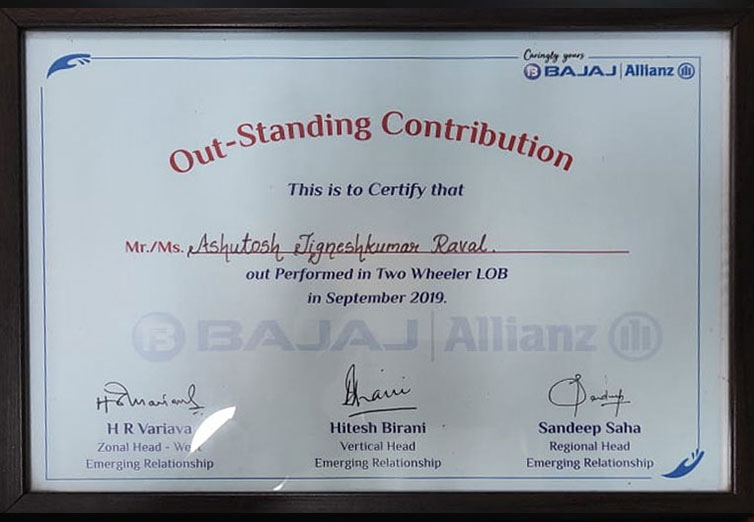 Caringly yours
BAJAJ | Allianz
Out-Standing Contribution
This is to Certify that
Mr./Ms. Ashutosh Jigneshkumar Raval.
out Performed in Two Wheeler LOB
in September 2019.
BAJAJ | Allianz
H R Variava
Zonal Head - West
Emerging Relationship
Hitesh Birani
Vertical Head
Emerging Relationship
Sandeep Saha
Regional Head
Emerging Relationship